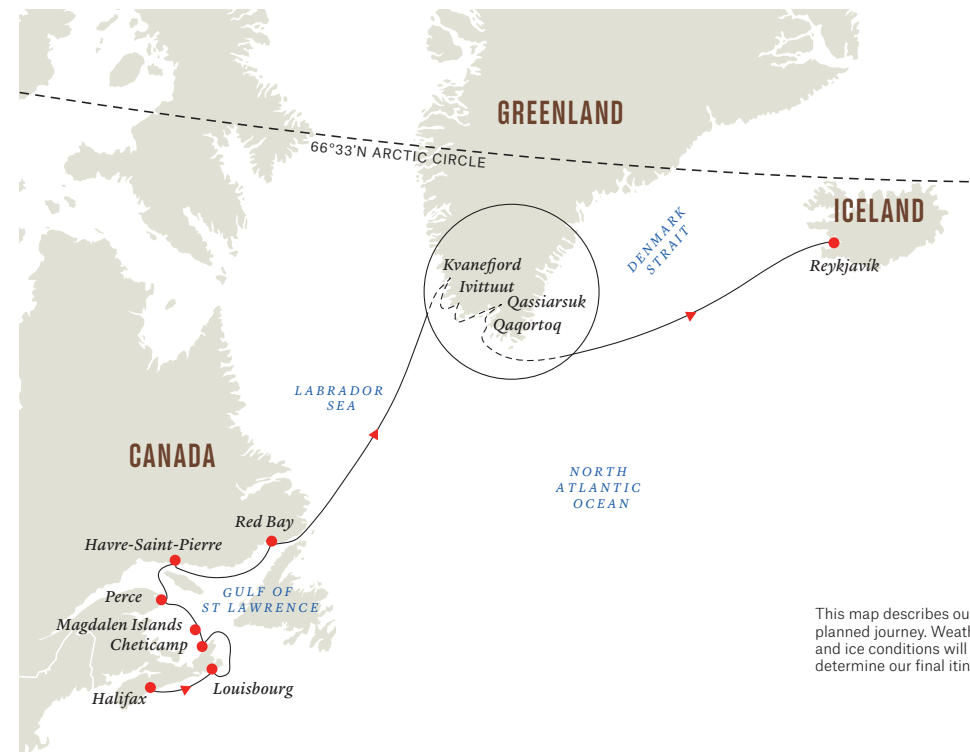 GREENLAND
66°33'N ARCTIC CIRCLE
ICELAND
DENMARK
STRAIT
Reykjavík
Kvanefjord
Ivittuut
Qassiarsuk
Qaqortoq
LABRADOR
SEA
CANADA
NORTH
ATLANTIC
OCEAN
Red Bay
Havre-Saint-Pierre
GULF OF
ST LAWRENCE
Perce
Magdalen Islands
Cheticamp
Louisbourg
Halifax
This map describes ou
planned journey. Weath
and ice conditions will
determine our final itin